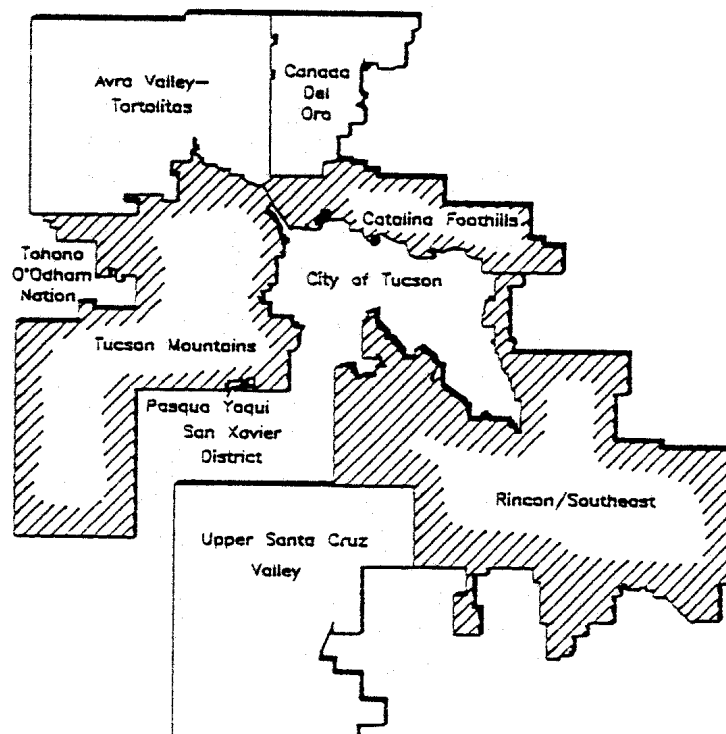 Avra Valley—
Tortolitas
Canada
Del
Oro
Catalina Foothills
Tohono
O'Odham
Nation
City of Tucson
Tucson Mountains
Pasqua Yaqui
San Xavier
District
Rincon/Southeast
Upper Santa Cruz
Valley